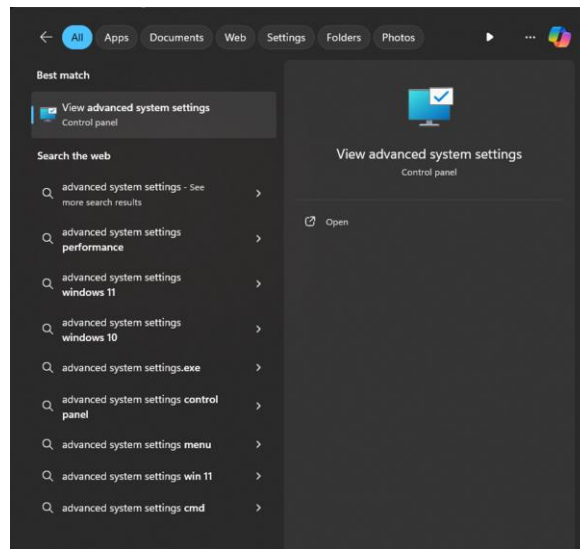 All Apps Documents Web Settings Folders Photos ...
Best match
View advanced system settings
Control panel
Search the web
advanced system settings - See
more search results
advanced system settings
performance
advanced system settings
windows 11
advanced system settings
windows 10
advanced system settings.exe
advanced system settings control
panel
advanced system settings menu
advanced system settings win 11
advanced system settings cmd
View advanced system settings
Control panel
Open